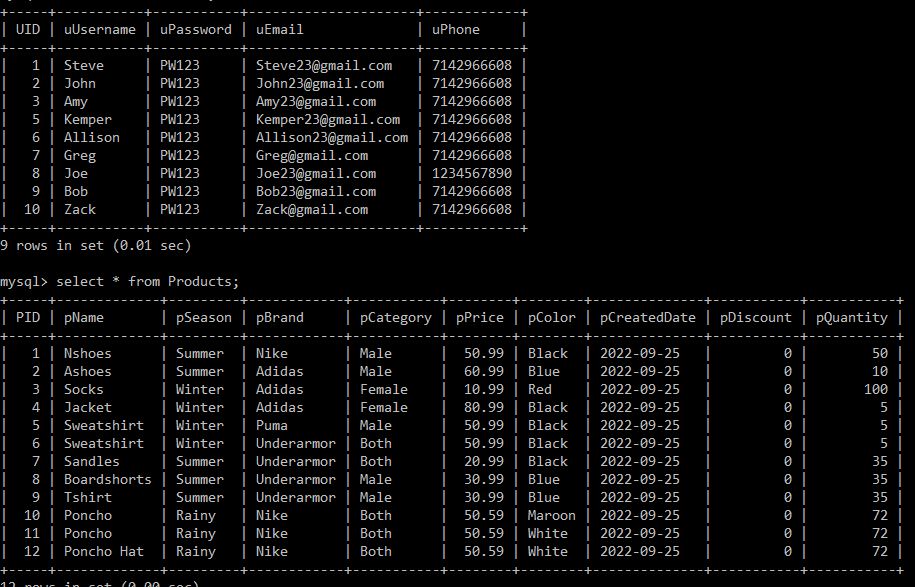 +-----+-----------+-----------+---------------------+------------+
| UID | uUsername | uPassword | uEmail              | uPhone     |
+-----+-----------+-----------+---------------------+------------+
|   1 | Steve     | PW123     | Steve23@gmail.com   | 7142966608 |
|   2 | John      | PW123     | John23@gmail.com    | 7142966608 |
|   3 | Amy       | PW123     | Amy23@gmail.com     | 7142966608 |
|   5 | Kemper    | PW123     | Kemper23@gmail.com  | 7142966608 |
|   6 | Allison   | PW123     | Allison23@gmail.com | 7142966608 |
|   7 | Greg      | PW123     | Greg@gmail.com      | 7142966608 |
|   8 | Joe       | PW123     | Joe23@gmail.com     | 1234567890 |
|   9 | Bob       | PW123     | Bob23@gmail.com     | 7142966608 |
|  10 | Zack      | PW123     | Zack@gmail.com      | 7142966608 |
+-----+-----------+-----------+---------------------+------------+
9 rows in set (0.01 sec)
mysql> select * from Products;
+-----+-------------+---------+------------+-----------+--------+--------+--------------+-----------+-----------+
| PID | pName       | pSeason | pBrand     | pCategory | pPrice | pColor | pCreatedDate | pDiscount | pQuantity |
+-----+-------------+---------+------------+-----------+--------+--------+--------------+-----------+-----------+
|   1 | Nshoes      | Summer  | Nike       | Male      |  50.99 | Black  | 2022-09-25   |         0 |        50 |
|   2 | Ashoes      | Summer  | Adidas     | Male      |  60.99 | Blue   | 2022-09-25   |         0 |        10 |
|   3 | Socks       | Winter  | Adidas     | Female    |  10.99 | Red    | 2022-09-25   |         0 |       100 |
|   4 | Jacket      | Winter  | Adidas     | Female    |  80.99 | Black  | 2022-09-25   |         0 |         5 |
|   5 | Sweatshirt  | Winter  | Puma       | Male      |  50.99 | Black  | 2022-09-25   |         0 |         5 |
|   6 | Sweatshirt  | Winter  | Underarmor | Both      |  50.99 | Black  | 2022-09-25   |         0 |         5 |
|   7 | Sandles     | Summer  | Underarmor | Both      |  20.99 | Black  | 2022-09-25   |         0 |        35 |
|   8 | Boardshorts | Summer  | Underarmor | Male      |  30.99 | Blue   | 2022-09-25   |         0 |        35 |
|   9 | Tshirt      | Summer  | Underarmor | Male      |  30.99 | Blue   | 2022-09-25   |         0 |        35 |
|  10 | Poncho      | Rainy   | Nike       | Both      |  50.59 | Maroon | 2022-09-25   |         0 |        72 |
|  11 | Poncho      | Rainy   | Nike       | Both      |  50.59 | White  | 2022-09-25   |         0 |        72 |
|  12 | Poncho Hat  | Rainy   | Nike       | Both      |  50.59 | White  | 2022-09-25   |         0 |        72 |
+-----+-------------+---------+------------+-----------+--------+--------+--------------+-----------+-----------+
12 rows in set (0.00 sec)